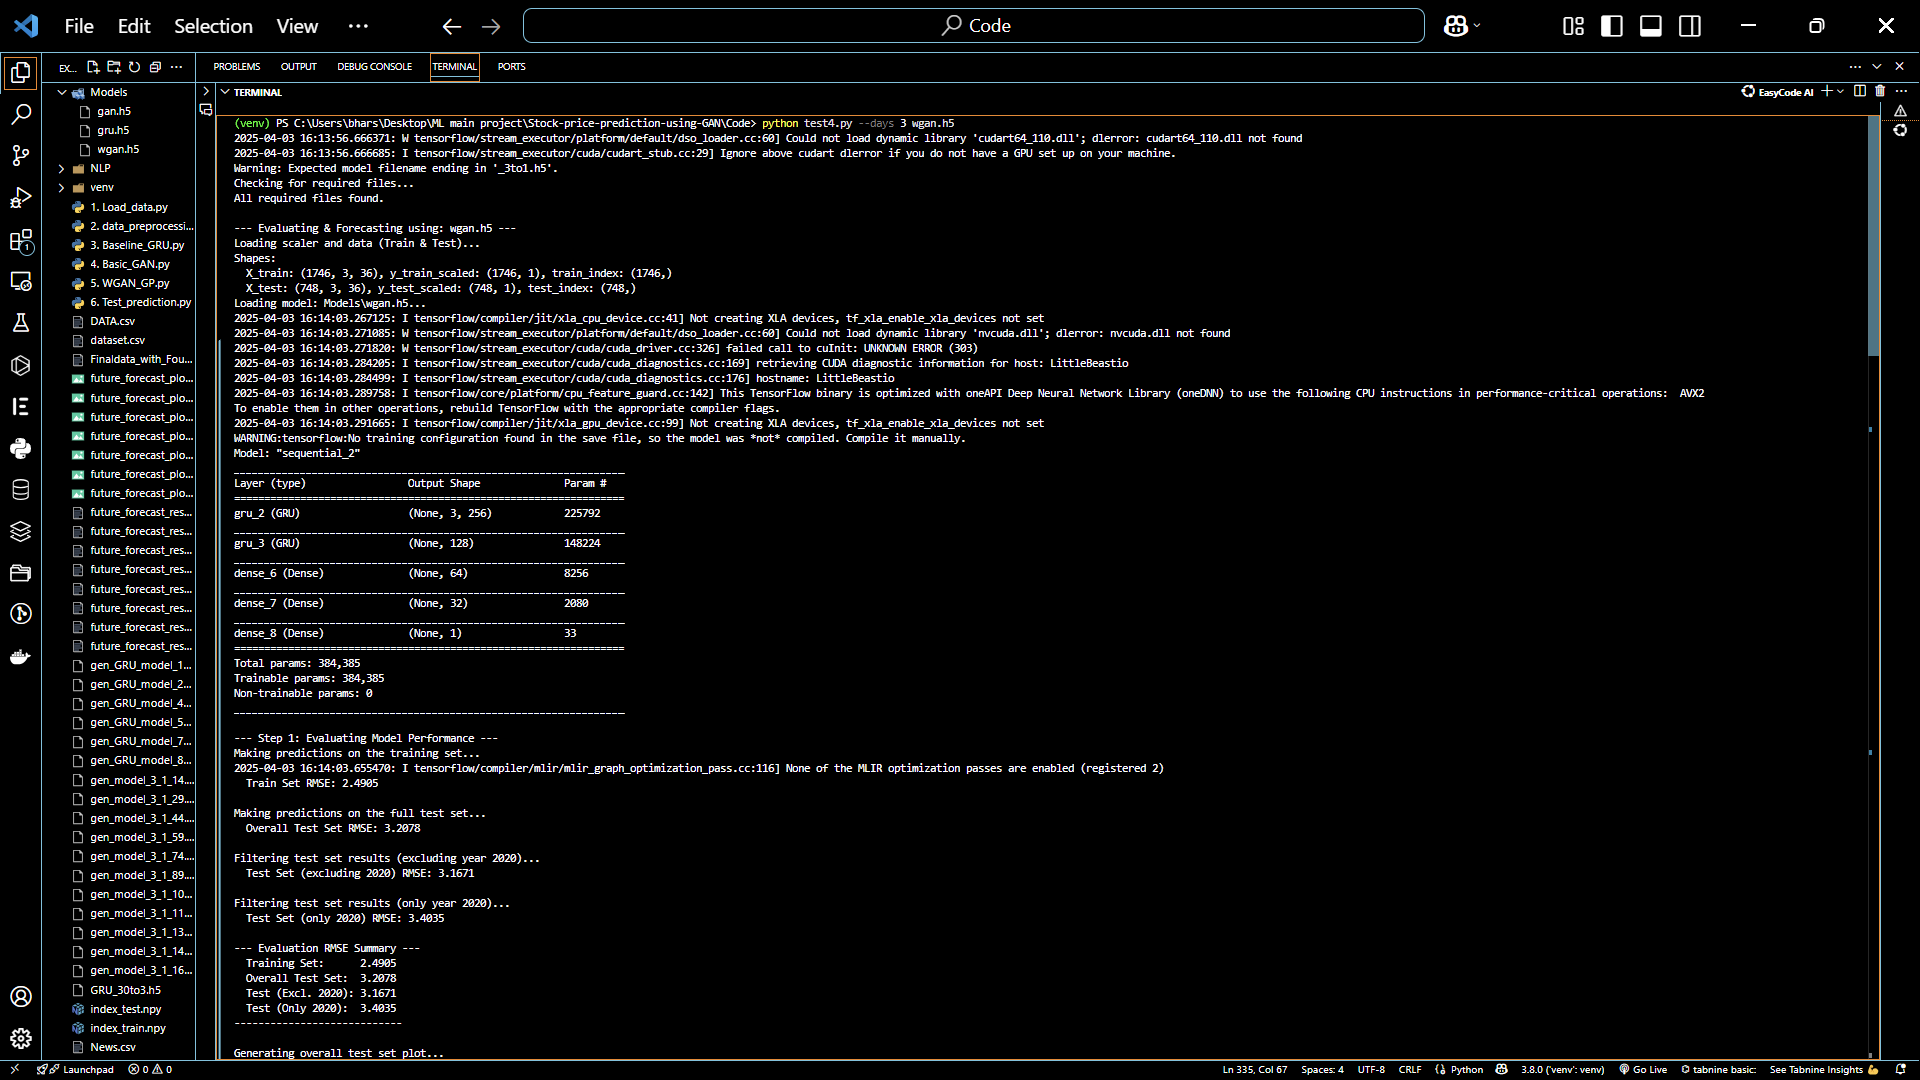 File Edit Selection View ···
Code
EX... ···
PROBLEMS OUTPUT DEBUG CONSOLE TERMINAL PORTS ···
Models
gan.h5
gru.h5
wgan.h5
NLP
venv
1. Load_data.py
2. data_preprocessi...
3. Baseline_GRU.py
4. Basic_GAN.py
5. WGAN_GP.py
6. Test_prediction.py
DATA.csv
dataset.csv
Finaldata_with_Fou...
future_forecast_plo...
future_forecast_plo...
future_forecast_plo...
future_forecast_plo...
future_forecast_plo...
future_forecast_plo...
future_forecast_plo...
future_forecast_res...
future_forecast_res...
future_forecast_res...
future_forecast_res...
future_forecast_res...
future_forecast_res...
future_forecast_res...
future_forecast_res...
gen_GRU_model_1...
gen_GRU_model_2...
gen_GRU_model_4...
gen_GRU_model_5...
gen_GRU_model_7...
gen_GRU_model_8...
gen_model_3_1_14....
gen_model_3_1_29....
gen_model_3_1_44....
gen_model_3_1_59....
gen_model_3_1_74....
gen_model_3_1_89....
gen_model_3_1_10...
gen_model_3_1_11...
gen_model_3_1_13...
gen_model_3_1_14...
gen_model_3_1_16...
GRU_30to3.h5
index_test.npy
index_train.npy
News.csv
1
TERMINAL
EasyCode AI ···
(venv) PS C:\Users\bhars\Desktop\ML main project\Stock-price-prediction-using-GAN\Code> python test4.py --days 3 wgan.h5
2025-04-03 16:13:56.666371: W tensorflow/stream_executor/platform/default/dso_loader.cc:60] Could not load dynamic library 'cudart64_110.dll'; dlerror: cudart64_110.dll not found
2025-04-03 16:13:56.666685: I tensorflow/stream_executor/cuda/cudart_stub.cc:29] Ignore above cudart dlerror if you do not have a GPU set up on your machine.
Warning: Expected model filename ending in '_3to1.h5'.
Checking for required files...
All required files found.
--- Evaluating & Forecasting using: wgan.h5 ---
Loading scaler and data (Train & Test)...
Shapes:
X_train: (1746, 3, 36), y_train_scaled: (1746, 1), train_index: (1746,)
X_test: (748, 3, 36), y_test_scaled: (748, 1), test_index: (748,)
Loading model: Models\wgan.h5...
2025-04-03 16:14:03.267125: I tensorflow/compiler/jit/xla_cpu_device.cc:41] Not creating XLA devices, tf_xla_enable_xla_devices not set
2025-04-03 16:14:03.271085: W tensorflow/stream_executor/platform/default/dso_loader.cc:60] Could not load dynamic library 'nvcuda.dll'; dlerror: nvcuda.dll not found
2025-04-03 16:14:03.271820: W tensorflow/stream_executor/cuda/cuda_driver.cc:326] failed call to cuInit: UNKNOWN ERROR (303)
2025-04-03 16:14:03.284205: I tensorflow/stream_executor/cuda/cuda_diagnostics.cc:169] retrieving CUDA diagnostic information for host: LittleBeastio
2025-04-03 16:14:03.284499: I tensorflow/stream_executor/cuda/cuda_diagnostics.cc:176] hostname: LittleBeastio
2025-04-03 16:14:03.289758: I tensorflow/core/platform/cpu_feature_guard.cc:142] This TensorFlow binary is optimized with oneAPI Deep Neural Network Library (oneDNN) to use the following CPU instructions in performance-critical operations:  AVX2
To enable them in other operations, rebuild TensorFlow with the appropriate compiler flags.
2025-04-03 16:14:03.291665: I tensorflow/compiler/jit/xla_gpu_device.cc:99] Not creating XLA devices, tf_xla_enable_xla_devices not set
WARNING:tensorflow:No training configuration found in the save file, so the model was *not* compiled. Compile it manually.
Model: "sequential_2"
Layer (type) Output Shape Param #
gru_2 (GRU) (None, 3, 256) 225792
gru_3 (GRU) (None, 128) 148224
dense_6 (Dense) (None, 64) 8256
dense_7 (Dense) (None, 32) 2080
dense_8 (Dense) (None, 1) 33
Total params: 384,385
Trainable params: 384,385
Non-trainable params: 0
--- Step 1: Evaluating Model Performance ---
Making predictions on the training set...
2025-04-03 16:14:03.655470: I tensorflow/compiler/mlir/mlir_graph_optimization_pass.cc:116] None of the MLIR optimization passes are enabled (registered 2)
Train Set RMSE: 2.4905
Making predictions on the full test set...
Overall Test Set RMSE: 3.2078
Filtering test set results (excluding year 2020)...
Test Set (excluding 2020) RMSE: 3.1671
Filtering test set results (only year 2020)...
Test Set (only 2020) RMSE: 3.4035
--- Evaluation RMSE Summary ---
Training Set: 2.4905
Overall Test Set: 3.2078
Test (Excl. 2020): 3.1671
Test (Only 2020): 3.4035
----------------------------
Generating overall test set plot...
Launchpad 0 0 Ln 335, Col 67 Spaces: 4 UTF-8 CRLF Python 3.8.0 ('venv': venv) Go Live tabnine basic: See Tabnine Insights